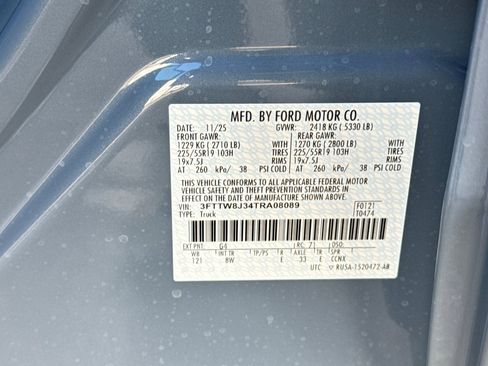 MFD. BY FORD MOTOR CO.
DATE: 11/25 GVWR: 2418 KG ( 5330 LB)
FRONT GAWR: REAR GAWR:
1229 KG ( 2710 LB) WITH 1270 KG ( 2800 LB) WITH
225/55R19 103H TIRES 225/55R19 103H TIRES
19x7.5J RIMS 19x7.5J RIMS
AT 260 kPa/ 38 PSI COLD AT 260 kPa/ 38 PSI COLD
THIS VEHICLE CONFORMS TO ALL APPLICABLE FEDERAL MOTOR
VEHICLE SAFETY AND THEFT PREVENTION STANDARDS IN
EFFECT ON THE DATE OF MANUFACTURE SHOWN ABOVE.
VIN: 3FTTW8J34TRA08089 F0121
TYPE: Truck T0474
EXT PNT: G4 RC: 71 DSO:
WB INT TR TP/PS R AXLE TR SPR
121 8W E 33 E CCNX
UTC ▽ RUSA-1520472-AB